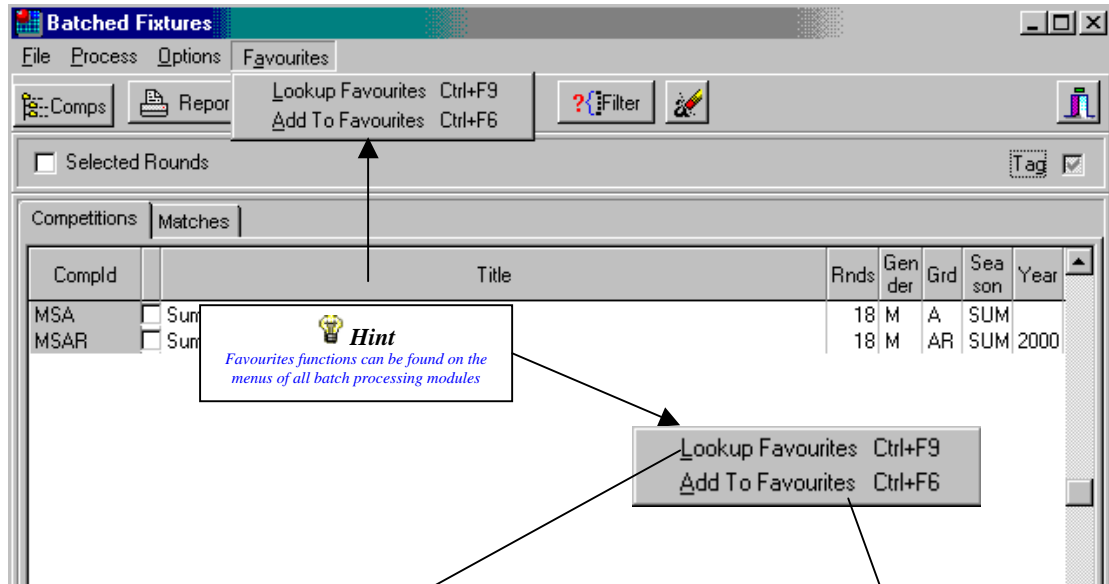 Batched Fixtures
File Process Options Favourites
Lookup Favourites Ctrl+F9
Add To Favourites Ctrl+F6
Comps Repor ?{Filter
Selected Rounds Tag
Competitions Matches
CompId Title Rnds Gen der Grd Sea son Year
MSA Sum 18 M A SUM
MSAR Sum 18 M AR SUM 2000
Hint
Favourites functions can be found on the
menus of all batch processing modules
Lookup Favourites Ctrl+F9
Add To Favourites Ctrl+F6